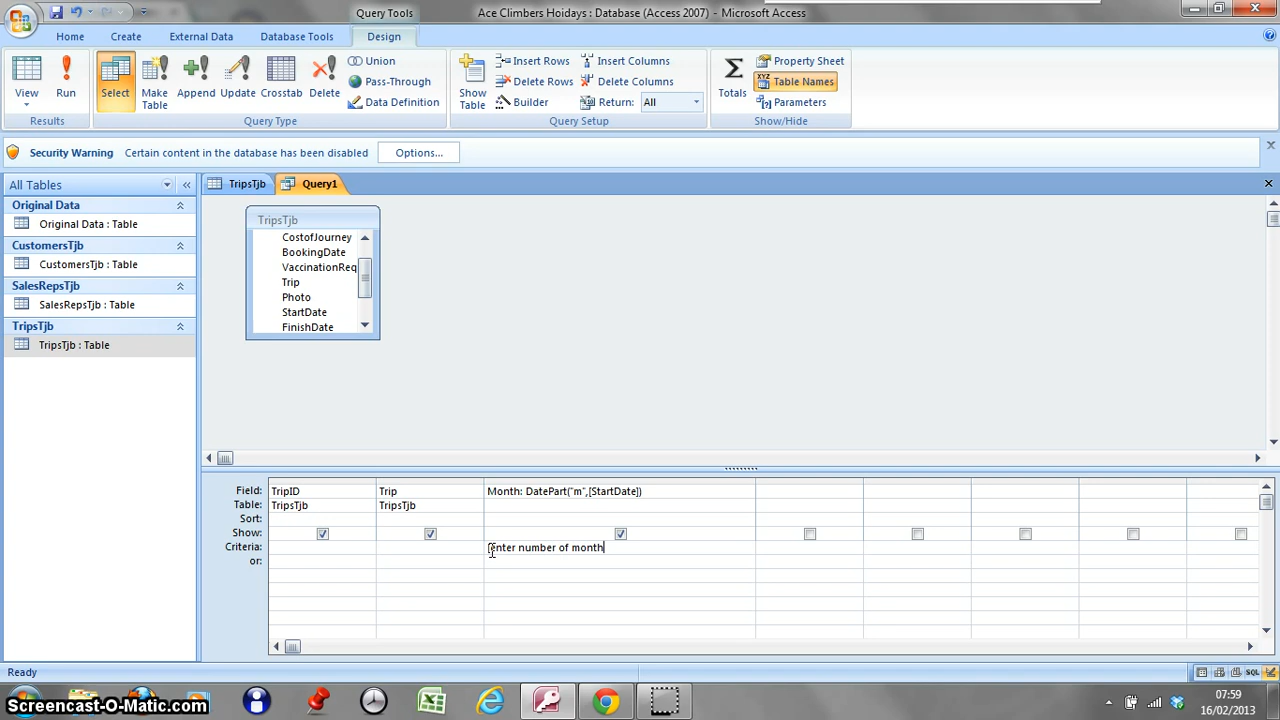 Query Tools
Ace Climbers Hoidays : Database (Access 2007) - Microsoft Access
Home Create External Data Database Tools Design
View Run Select Make Table Append Update Crosstab Delete
Union
Pass-Through
Data Definition
Show Table
Insert Rows
Delete Rows
Builder
Insert Columns
Delete Columns
Return: All
Totals
Property Sheet
Table Names
Parameters
Results Query Type Query Setup Show/Hide
Security Warning Certain content in the database has been disabled Options...
All Tables
TripsTjb Query1
Original Data
Original Data : Table
CustomersTjb
CustomersTjb : Table
SalesRepsTjb
SalesRepsTjb : Table
TripsTjb
TripsTjb : Table
TripsTjb
CostofJourney
BookingDate
VaccinationReq
Trip
Photo
StartDate
FinishDate
Field: TripID Trip Month: DatePart("m",[StartDate])
Table: TripsTjb TripsTjb
Sort:
Show:
Criteria: [enter number of month
or:
Ready
SQL
07:59
16/02/2013
Screencast-O-Matic.com